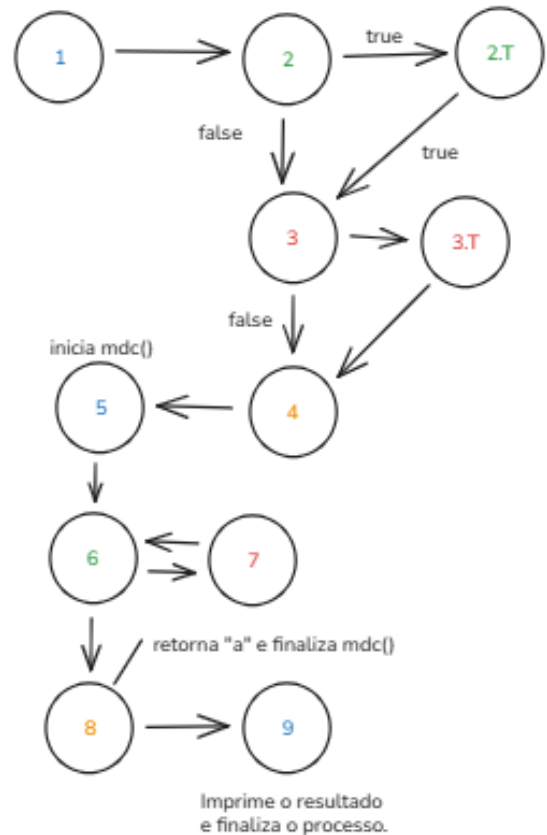 1
2
true
2.T
false
true
3
3.T
false
inicia mdc()
5
4
6
7
retorna "a" e finaliza mdc()
8
9
Imprime o resultado
e finaliza o processo.